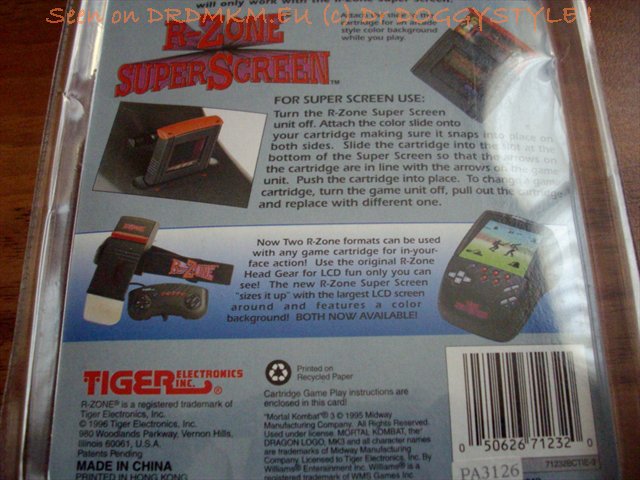 Seen on DRDMKM.EU (c) by DOGGYSTYLE !
will only work with the R-Zone Super Screen.
cartridge for an arcade
style color background
while you play.
R-ZONE
SUPERSCREEN™
FOR SUPER SCREEN USE:
Turn the R-Zone Super Screen
unit off. Attach the color slide onto
your cartridge making sure it snaps into place on
both sides. Slide the cartridge into the slot at the
bottom of the Super Screen so that the arrows on
the cartridge are in line with the arrows on the game
unit. Push the cartridge into place. To change a game
cartridge, turn the game unit off, pull out the cartridge
and replace with different one.
Now Two R-Zone formats can be used
with any game cartridge for in-your-
face action! Use the original R-Zone
Head Gear for LCD fun only you can
see! The new R-Zone Super Screen
"sizes it up" with the largest LCD screen
around and features a color
background! BOTH NOW AVAILABLE!
R-ZONE
TIGER ELECTRONICS INC.®
R-ZONE® is a registered trademark of
Tiger Electronics, Inc.
© 1996 Tiger Electronics, Inc.
980 Woodlands Parkway, Vernon Hills,
Illinois 60061, U.S.A.
Patents Pending
MADE IN CHINA
PRINTED IN HONG KONG
Printed on
Recycled Paper
Cartridge Game Play instructions are
enclosed in this card!
"Mortal Kombat® 3 © 1995 Midway
Manufacturing Company. All Rights Reserved.
Used under license. MORTAL KOMBAT, the
DRAGON LOGO, MK3 and all character names
are trademarks of Midway Manufacturing
Company. Licensed to Tiger Electronics, Inc. By
Williams® Entertainment Inc. Williams® is a
registered trademark of WMS Games Inc.
0 50626 71232 0
PA3126